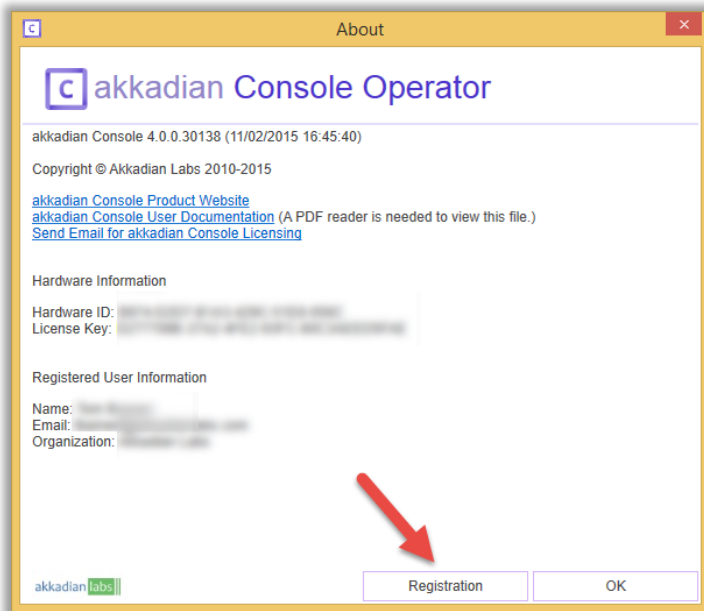 C
About
×
C akkadian Console Operator
akkadian Console 4.0.0.30138 (11/02/2015 16:45:40)
Copyright © Akkadian Labs 2010-2015
akkadian Console Product Website
akkadian Console User Documentation (A PDF reader is needed to view this file.)
Send Email for akkadian Console Licensing
Hardware Information
Hardware ID:
License Key:
Registered User Information
Name:
Email:
Organization:
akkadian labs
Registration
OK